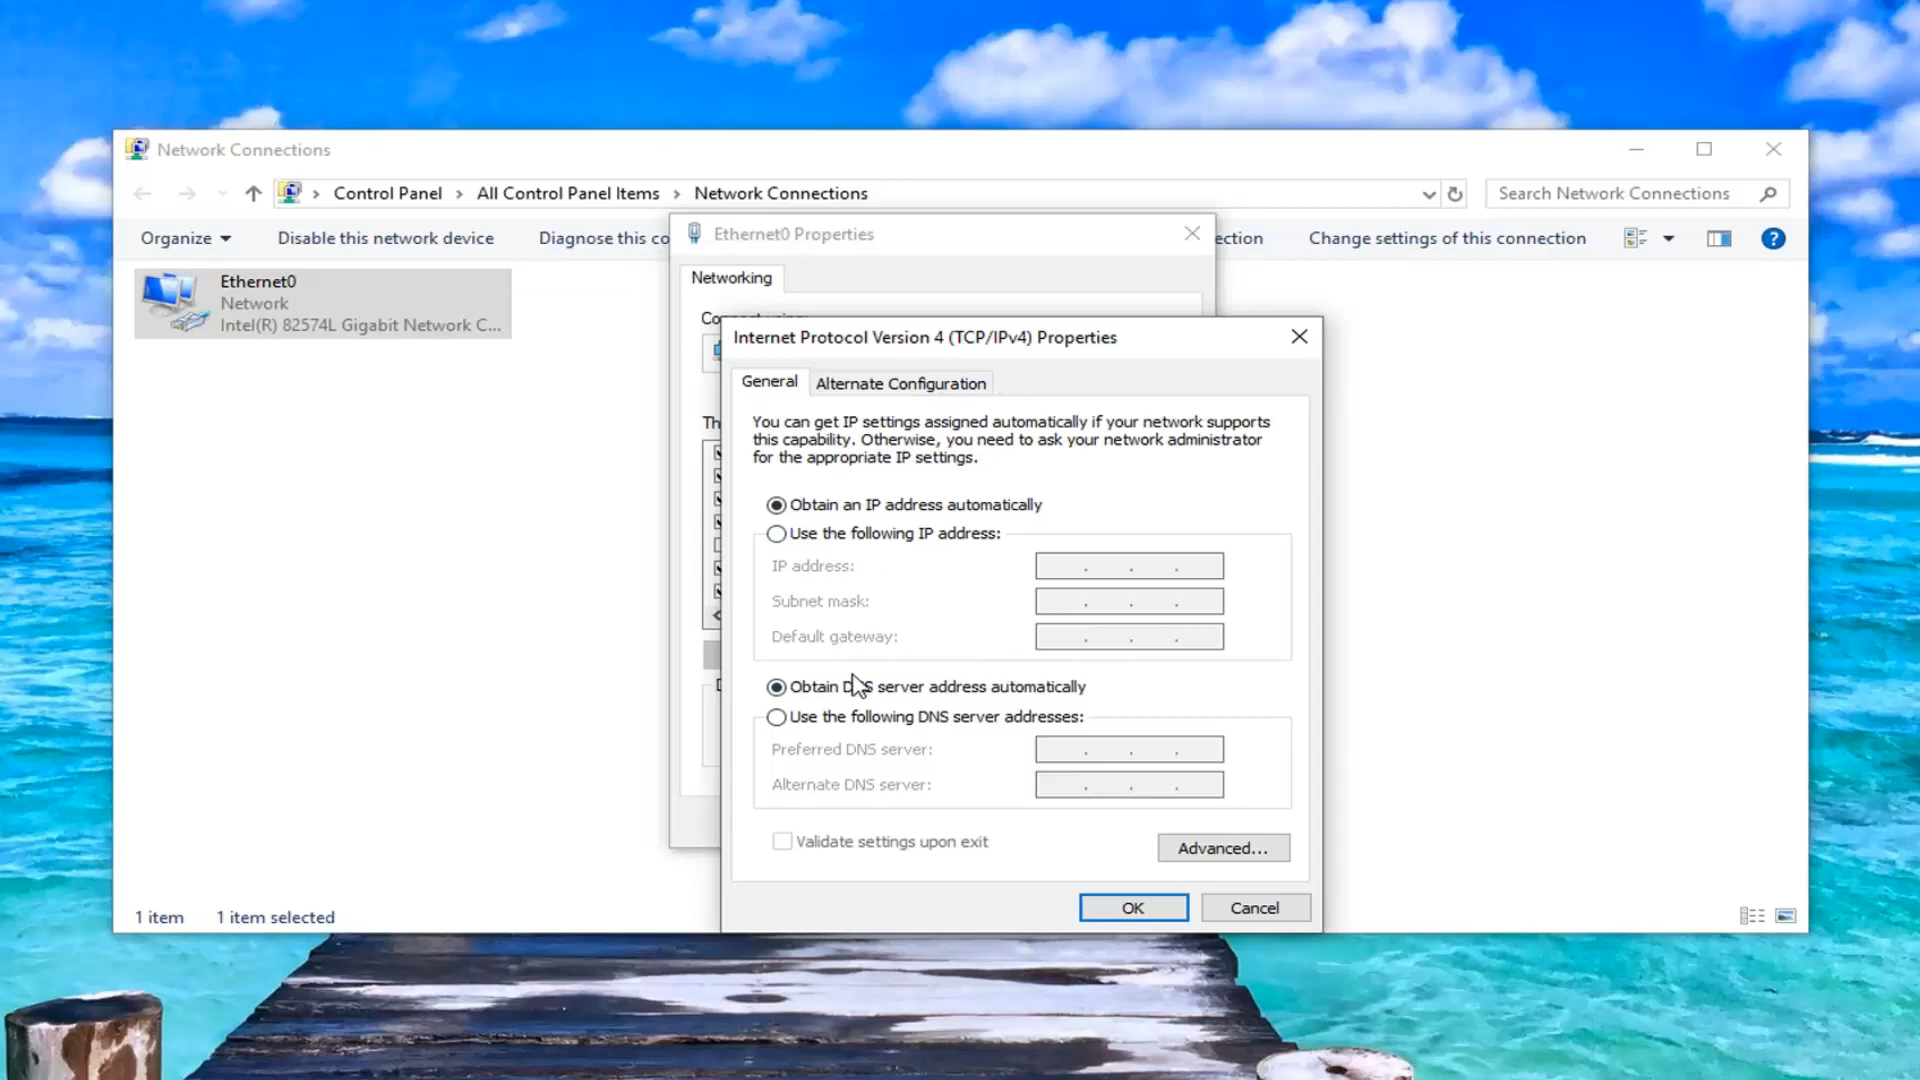 Network Connections
Control Panel
All Control Panel Items
Network Connections
Search Network Connections
Organize
Disable this network device
Diagnose this co
ection
Change settings of this connection
Ethernet0
Network
Intel(R) 82574L Gigabit Network C...
Ethernet0 Properties
Networking
Internet Protocol Version 4 (TCP/IPv4) Properties
General
Alternate Configuration
You can get IP settings assigned automatically if your network supports
this capability. Otherwise, you need to ask your network administrator
for the appropriate IP settings.
Obtain an IP address automatically
Use the following IP address:
IP address:
Subnet mask:
Default gateway:
Obtain DNS server address automatically
Use the following DNS server addresses:
Preferred DNS server:
Alternate DNS server:
Validate settings upon exit
Advanced...
OK
Cancel
1 item
1 item selected